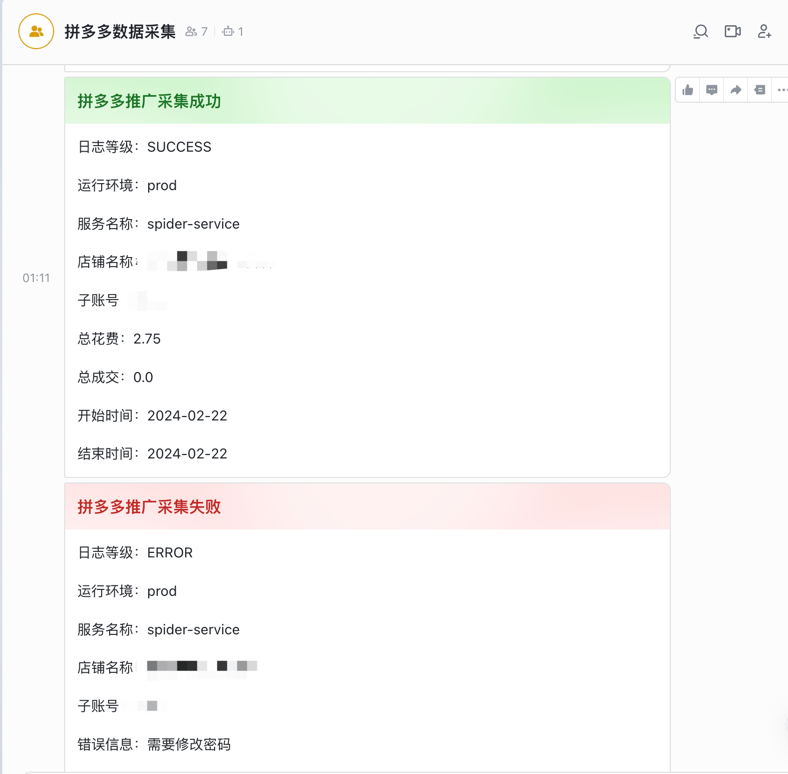 拼多多数据采集 7 1
拼多多推广采集成功
日志等级：SUCCESS
运行环境：prod
服务名称：spider-service
店铺名称：
子账号
01:11
总花费：2.75
总成交：0.0
开始时间：2024-02-22
结束时间：2024-02-22
拼多多推广采集失败
日志等级：ERROR
运行环境：prod
服务名称：spider-service
店铺名称
子账号
错误信息：需要修改密码